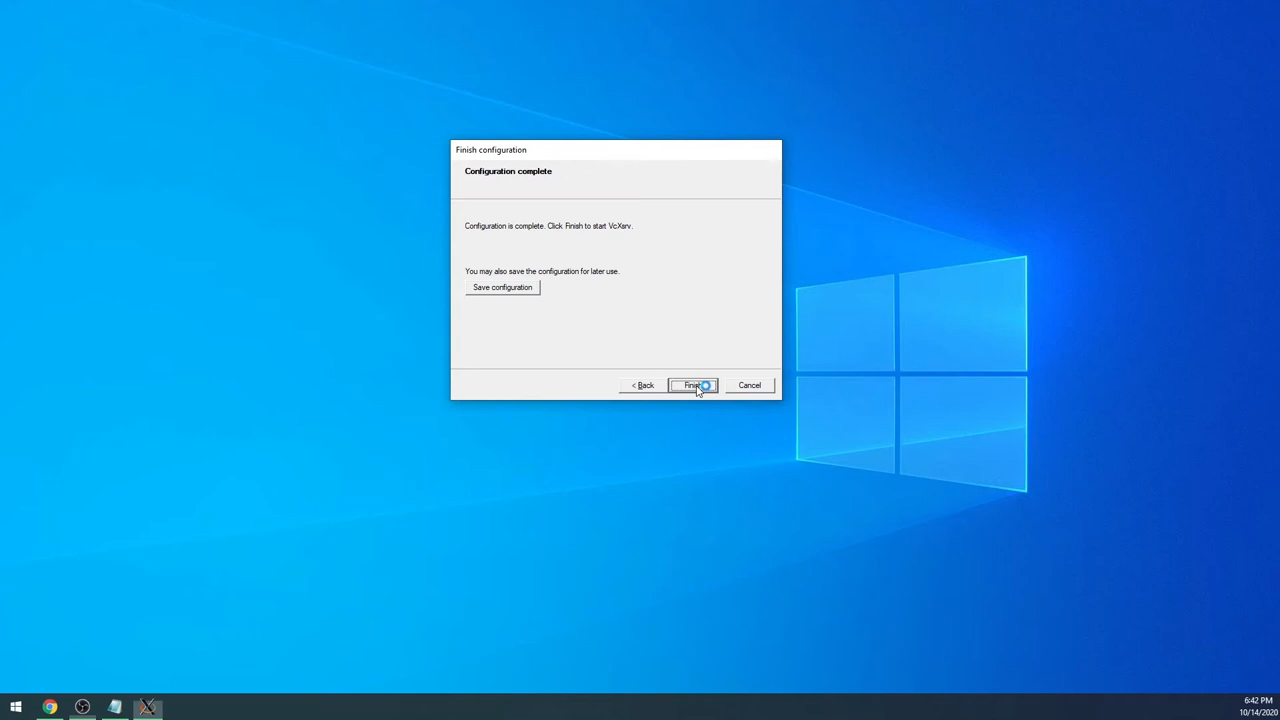 Finish configuration
Configuration complete
Configuration is complete. Click Finish to start VcXsrv.
You may also save the configuration for later use.
Save configuration
< Back
Cancel
6:42 PM
10/14/2020